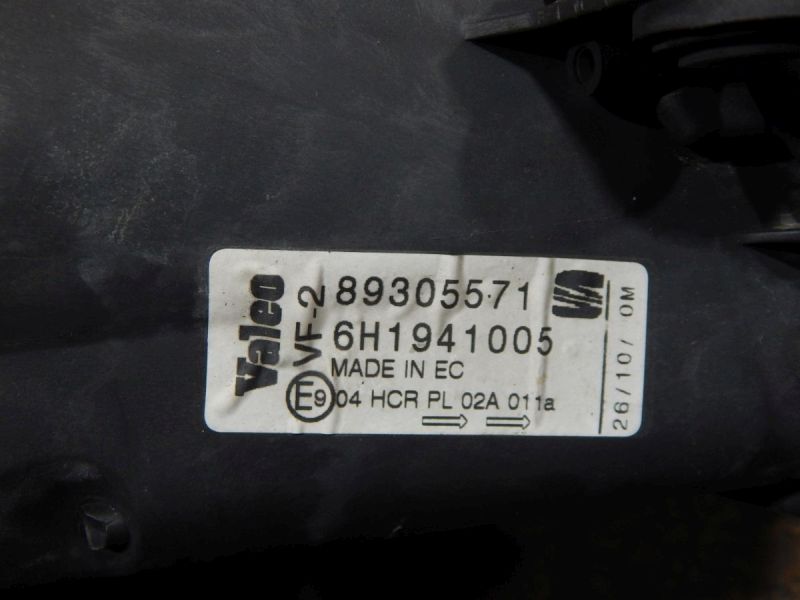 Valeo
VF-2
89305571
6H1941005
MADE IN EC
E9 04 HCR PL 02A 011a
26/10/ 0M